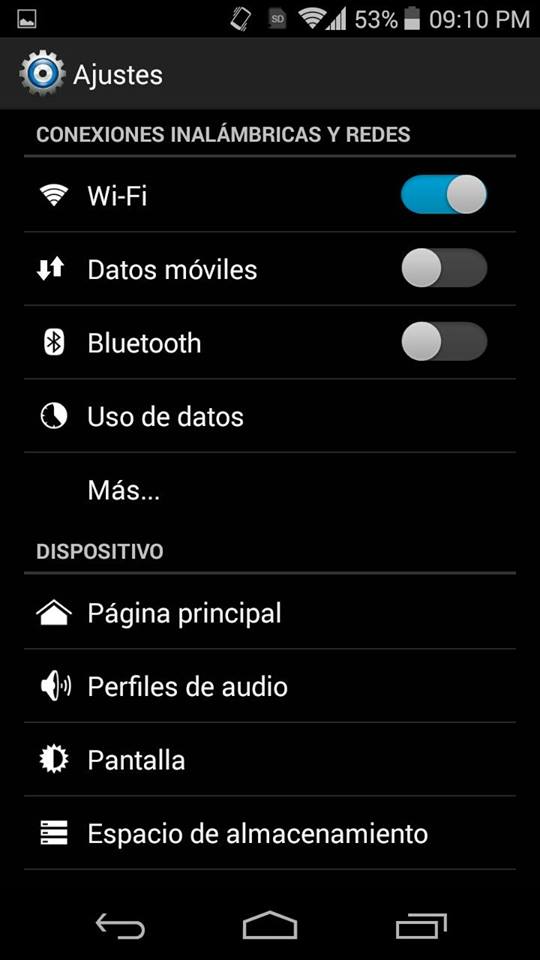 SD 53% 09:10 PM
Ajustes
CONEXIONES INALÁMBRICAS Y REDES
Wi-Fi
Datos móviles
Bluetooth
Uso de datos
Más...
DISPOSITIVO
Página principal
Perfiles de audio
Pantalla
Espacio de almacenamiento